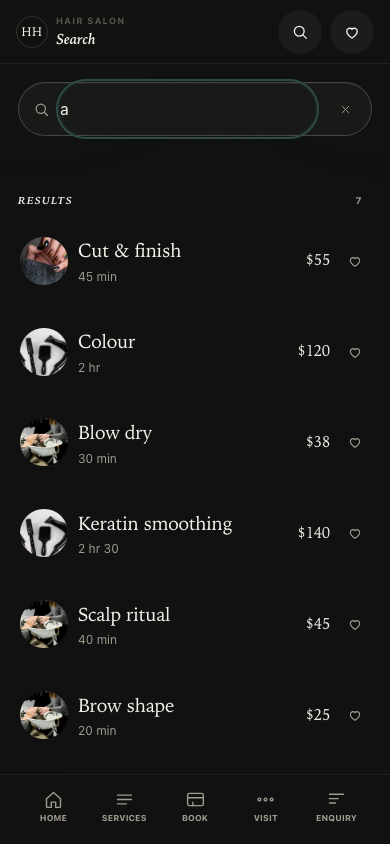 HH
HAIR SALON
Search
a
RESULTS
7
Cut & finish
$55
45 min
Colour
$120
2 hr
Blow dry
$38
30 min
Keratin smoothing
$140
2 hr 30
Scalp ritual
$45
40 min
Brow shape
$25
20 min
HOME
SERVICES
BOOK
VISIT
ENQUIRY